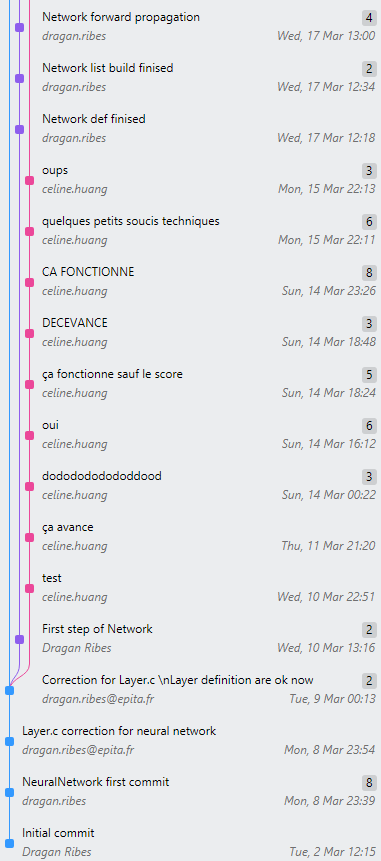 Network forward propagation 4
dragan.ribes Wed, 17 Mar 13:00
Network list build finised 2
dragan.ribes Wed, 17 Mar 12:34
Network def finised
dragan.ribes Wed, 17 Mar 12:18
oups 3
celine.huang Mon, 15 Mar 22:13
quelques petits soucis techniques 6
celine.huang Mon, 15 Mar 22:11
CA FONCTIONNE 8
celine.huang Sun, 14 Mar 23:26
DECEVANCE 3
celine.huang Sun, 14 Mar 18:48
ça fonctionne sauf le score 5
celine.huang Sun, 14 Mar 18:24
oui 6
celine.huang Sun, 14 Mar 16:12
dododododododdood 3
celine.huang Sun, 14 Mar 00:22
ça avance
celine.huang Thu, 11 Mar 21:20
test
celine.huang Wed, 10 Mar 22:51
First step of Network 2
Dragan Ribes Wed, 10 Mar 13:16
Correction for Layer.c \nLayer definition are ok now 2
dragan.ribes@epita.fr Tue, 9 Mar 00:13
Layer.c correction for neural network
dragan.ribes@epita.fr Mon, 8 Mar 23:54
NeuralNetwork first commit 8
dragan.ribes Mon, 8 Mar 23:39
Initial commit
Dragan Ribes Tue, 2 Mar 12:15